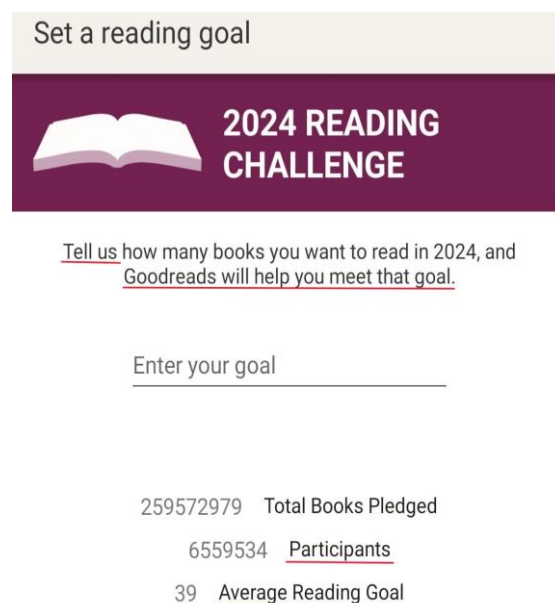 Set a reading goal
2024 READING
CHALLENGE
Tell us how many books you want to read in 2024, and
Goodreads will help you meet that goal.
Enter your goal
259572979 Total Books Pledged
6559534 Participants
39 Average Reading Goal